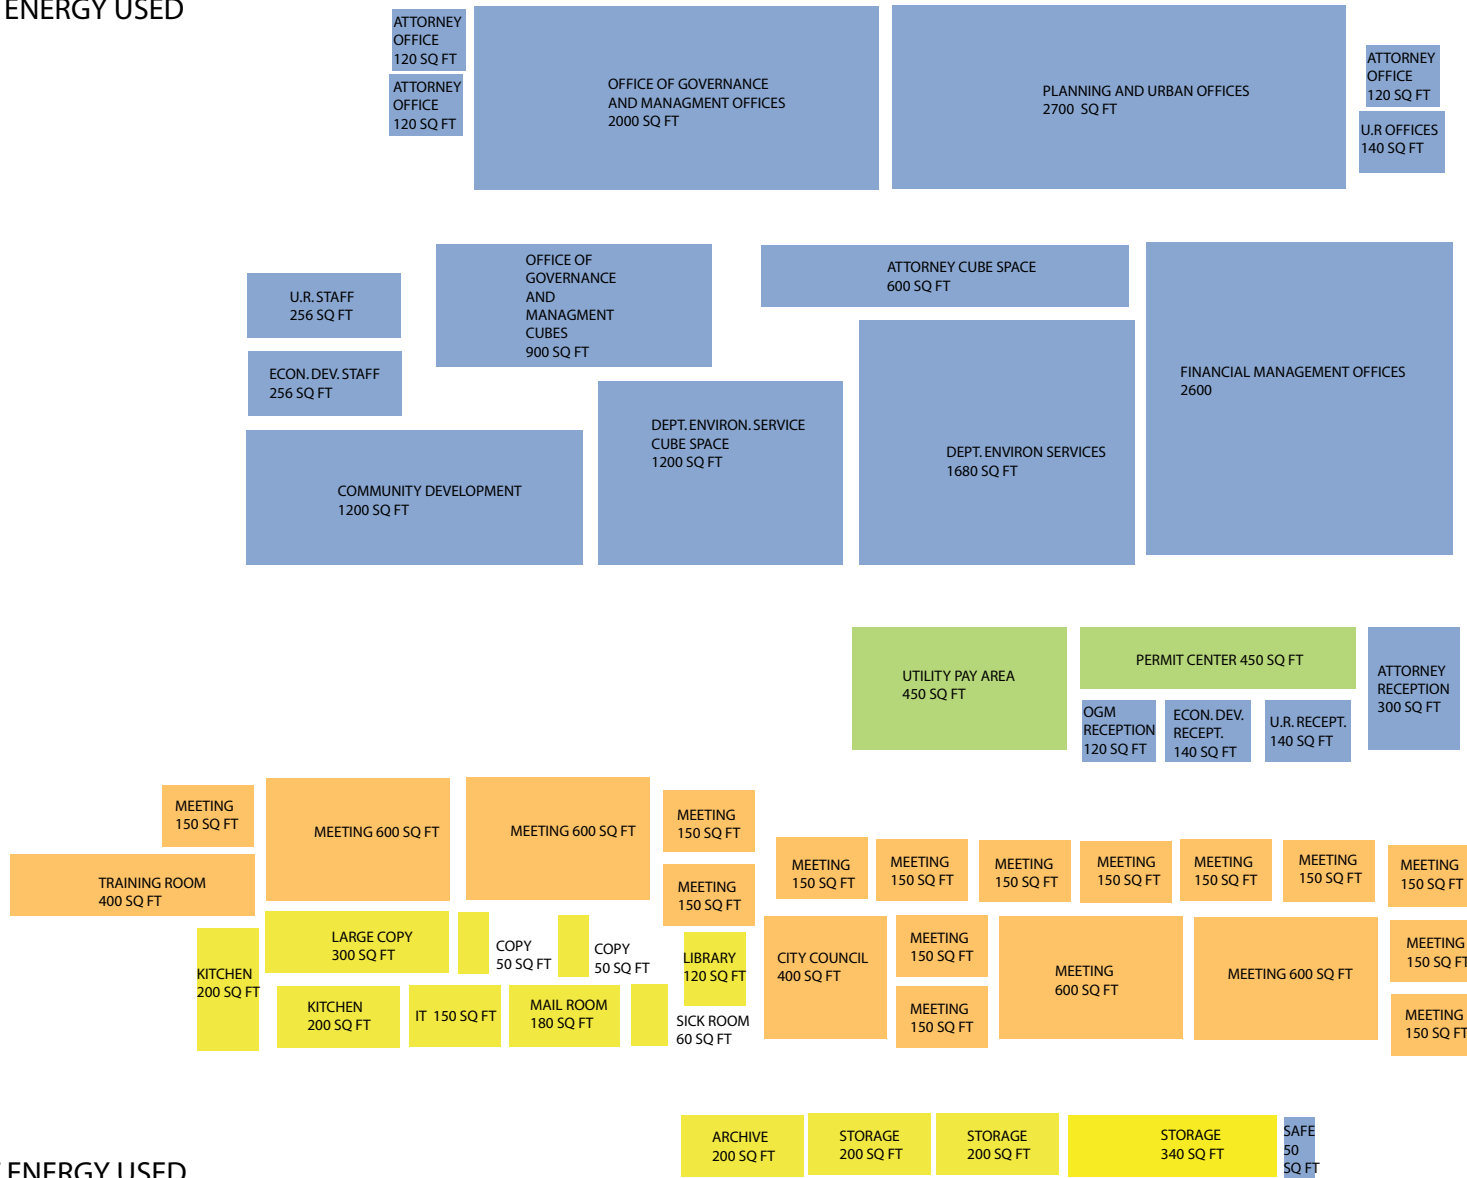 ENERGY USED
ATTORNEY
OFFICE
120 SQ FT
ATTORNEY
OFFICE
120 SQ FT
OFFICE OF GOVERNANCE
AND MANAGMENT OFFICES
2000 SQ FT
PLANNING AND URBAN OFFICES
2700 SQ FT
ATTORNEY
OFFICE
120 SQ FT
U.R OFFICES
140 SQ FT
U.R. STAFF
256 SQ FT
ECON. DEV. STAFF
256 SQ FT
OFFICE OF
GOVERNANCE
AND
MANAGMENT
CUBES
900 SQ FT
ATTORNEY CUBE SPACE
600 SQ FT
FINANCIAL MANAGEMENT OFFICES
2600
DEPT. ENVIRON. SERVICE
CUBE SPACE
1200 SQ FT
DEPT. ENVIRON SERVICES
1680 SQ FT
COMMUNITY DEVELOPMENT
1200 SQ FT
UTILITY PAY AREA
450 SQ FT
PERMIT CENTER 450 SQ FT
ATTORNEY
RECEPTION
300 SQ FT
OGM
RECEPTION
120 SQ FT
ECON. DEV.
RECEPT.
140 SQ FT
U.R. RECEPT.
140 SQ FT
MEETING
150 SQ FT
MEETING 600 SQ FT
MEETING 600 SQ FT
MEETING
150 SQ FT
TRAINING ROOM
400 SQ FT
MEETING
150 SQ FT
MEETING
150 SQ FT
MEETING
150 SQ FT
MEETING
150 SQ FT
MEETING
150 SQ FT
MEETING
150 SQ FT
MEETING
150 SQ FT
MEETING
150 SQ FT
LARGE COPY
300 SQ FT
COPY
50 SQ FT
COPY
50 SQ FT
LIBRARY
120 SQ FT
CITY COUNCIL
400 SQ FT
MEETING
150 SQ FT
MEETING
600 SQ FT
MEETING 600 SQ FT
MEETING
150 SQ FT
KITCHEN
200 SQ FT
KITCHEN
200 SQ FT
IT 150 SQ FT
MAIL ROOM
180 SQ FT
SICK ROOM
60 SQ FT
MEETING
150 SQ FT
MEETING
150 SQ FT
ARCHIVE
200 SQ FT
STORAGE
200 SQ FT
STORAGE
200 SQ FT
STORAGE
340 SQ FT
SAFE
50
SQ FT
ENERGY USED